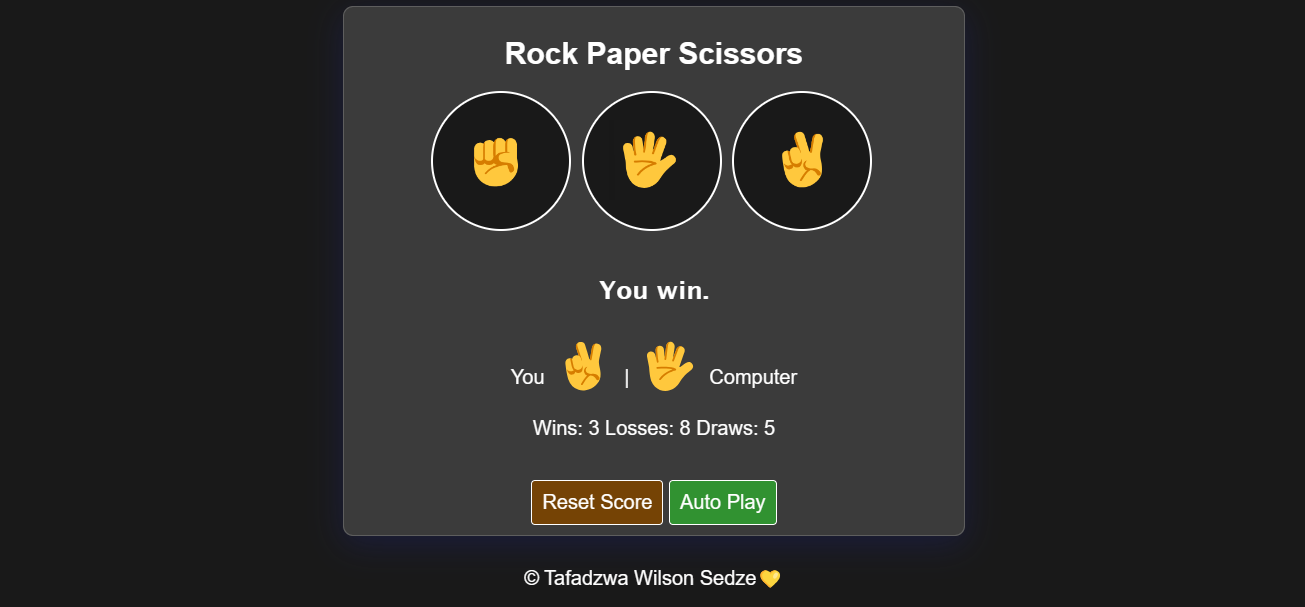 Rock Paper Scissors
You win.
You | Computer
Wins: 3 Losses: 8 Draws: 5
Reset Score Auto Play
© Tafadzwa Wilson Sedze💛